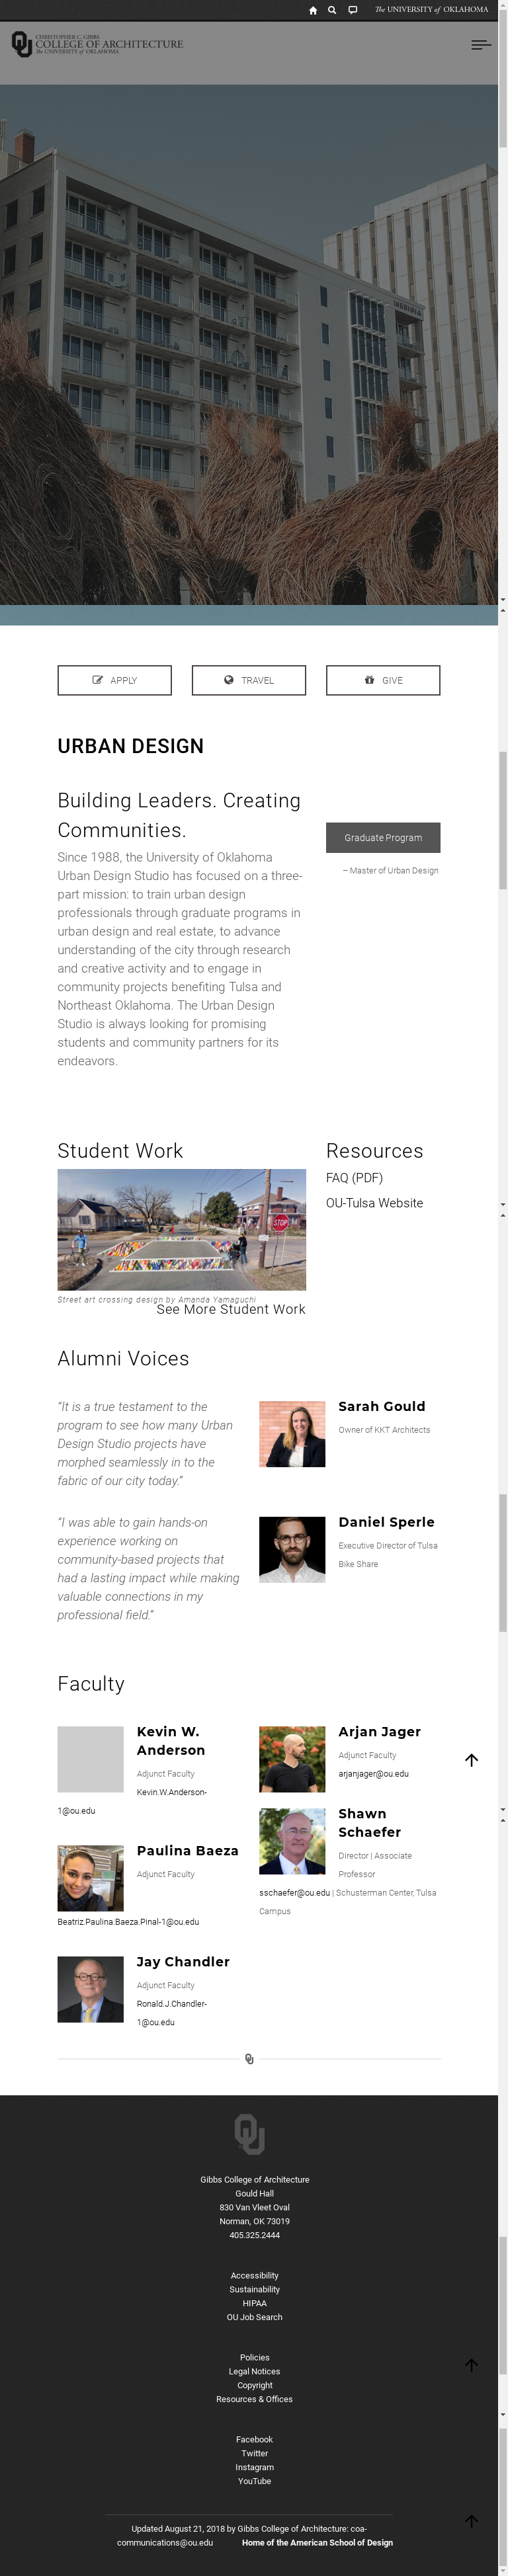 The UNIVERSITY of OKLAHOMA
CHRISTOPHER C. GIBBS
COLLEGE OF ARCHITECTURE
The UNIVERSITY of OKLAHOMA
APPLY
TRAVEL
GIVE
URBAN DESIGN
Building Leaders. Creating
Communities.
Since 1988, the University of Oklahoma
Urban Design Studio has focused on a three-
part mission: to train urban design
professionals through graduate programs in
urban design and real estate, to advance
understanding of the city through research
and creative activity and to engage in
community projects benefiting Tulsa and
Northeast Oklahoma. The Urban Design
Studio is always looking for promising
students and community partners for its
endeavors.
Graduate Program
– Master of Urban Design
Student Work
STOP
Street art crossing design by Amanda Yamaguchi
See More Student Work
Resources
FAQ (PDF)
OU-Tulsa Website
Alumni Voices
“It is a true testament to the
program to see how many Urban
Design Studio projects have
morphed seamlessly in to the
fabric of our city today.”
Sarah Gould
Owner of KKT Architects
“I was able to gain hands-on
experience working on
community-based projects that
had a lasting impact while making
valuable connections in my
professional field.”
Daniel Sperle
Executive Director of Tulsa
Bike Share
Faculty
Kevin W.
Anderson
Adjunct Faculty
Kevin.W.Anderson-
1@ou.edu
Paulina Baeza
Adjunct Faculty
Beatriz.Paulina.Baeza.Pinal-1@ou.edu
Jay Chandler
Adjunct Faculty
Ronald.J.Chandler-
1@ou.edu
Arjan Jager
Adjunct Faculty
arjanjager@ou.edu
Shawn
Schaefer
Director | Associate
Professor
sschaefer@ou.edu | Schusterman Center, Tulsa
Campus
Gibbs College of Architecture
Gould Hall
830 Van Vleet Oval
Norman, OK 73019
405.325.2444
Accessibility
Sustainability
HIPAA
OU Job Search
Policies
Legal Notices
Copyright
Resources & Offices
Facebook
Twitter
Instagram
YouTube
Updated August 21, 2018 by Gibbs College of Architecture: coa-
communications@ou.edu Home of the American School of Design